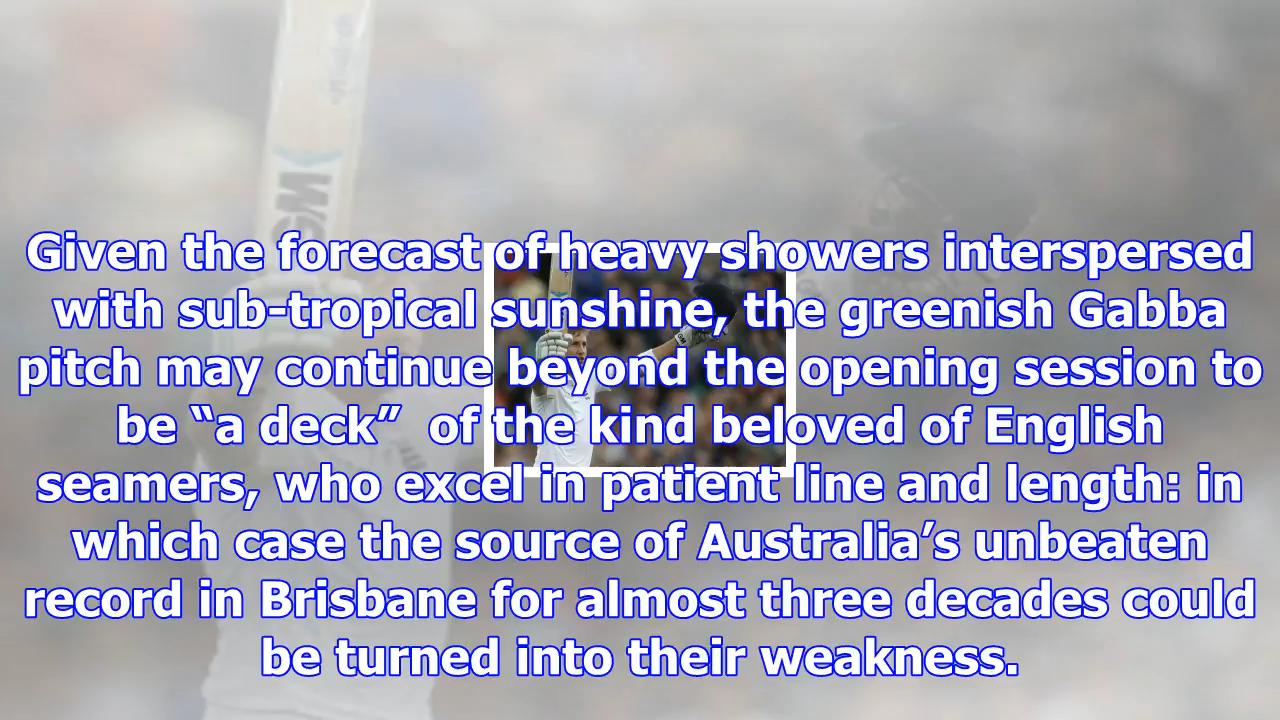 GM
Given the forecast of heavy showers interspersed
with sub-tropical sunshine, the greenish Gabba
pitch may continue beyond the opening session to
be “a deck”  of the kind beloved of English
seamers, who excel in patient line and length: in
which case the source of Australia’s unbeaten
record in Brisbane for almost three decades could
be turned into their weakness.